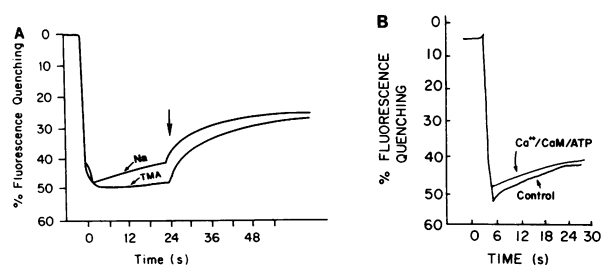 A
% Fluorescence Quenching
0
10
20
30
40
50
60
Na
TMA
0 12 24 36 48
Time (s)
B
% FLUORESCENCE
QUENCHING
0
10
20
30
40
50
60
Ca⁺⁺/CaM/ATP
Control
0 6 12 18 24 30
TIME (s)